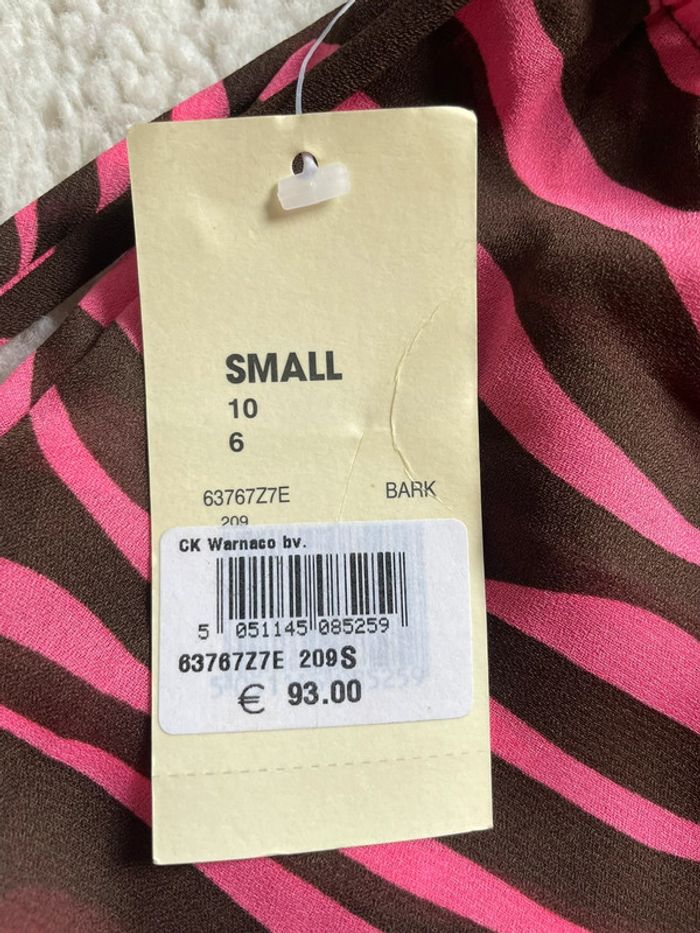 SMALL
10
6
63767Z7E BARK
209
CK Warnaco bv.
5 051145 085259
63767Z7E 209S
€ 93.00